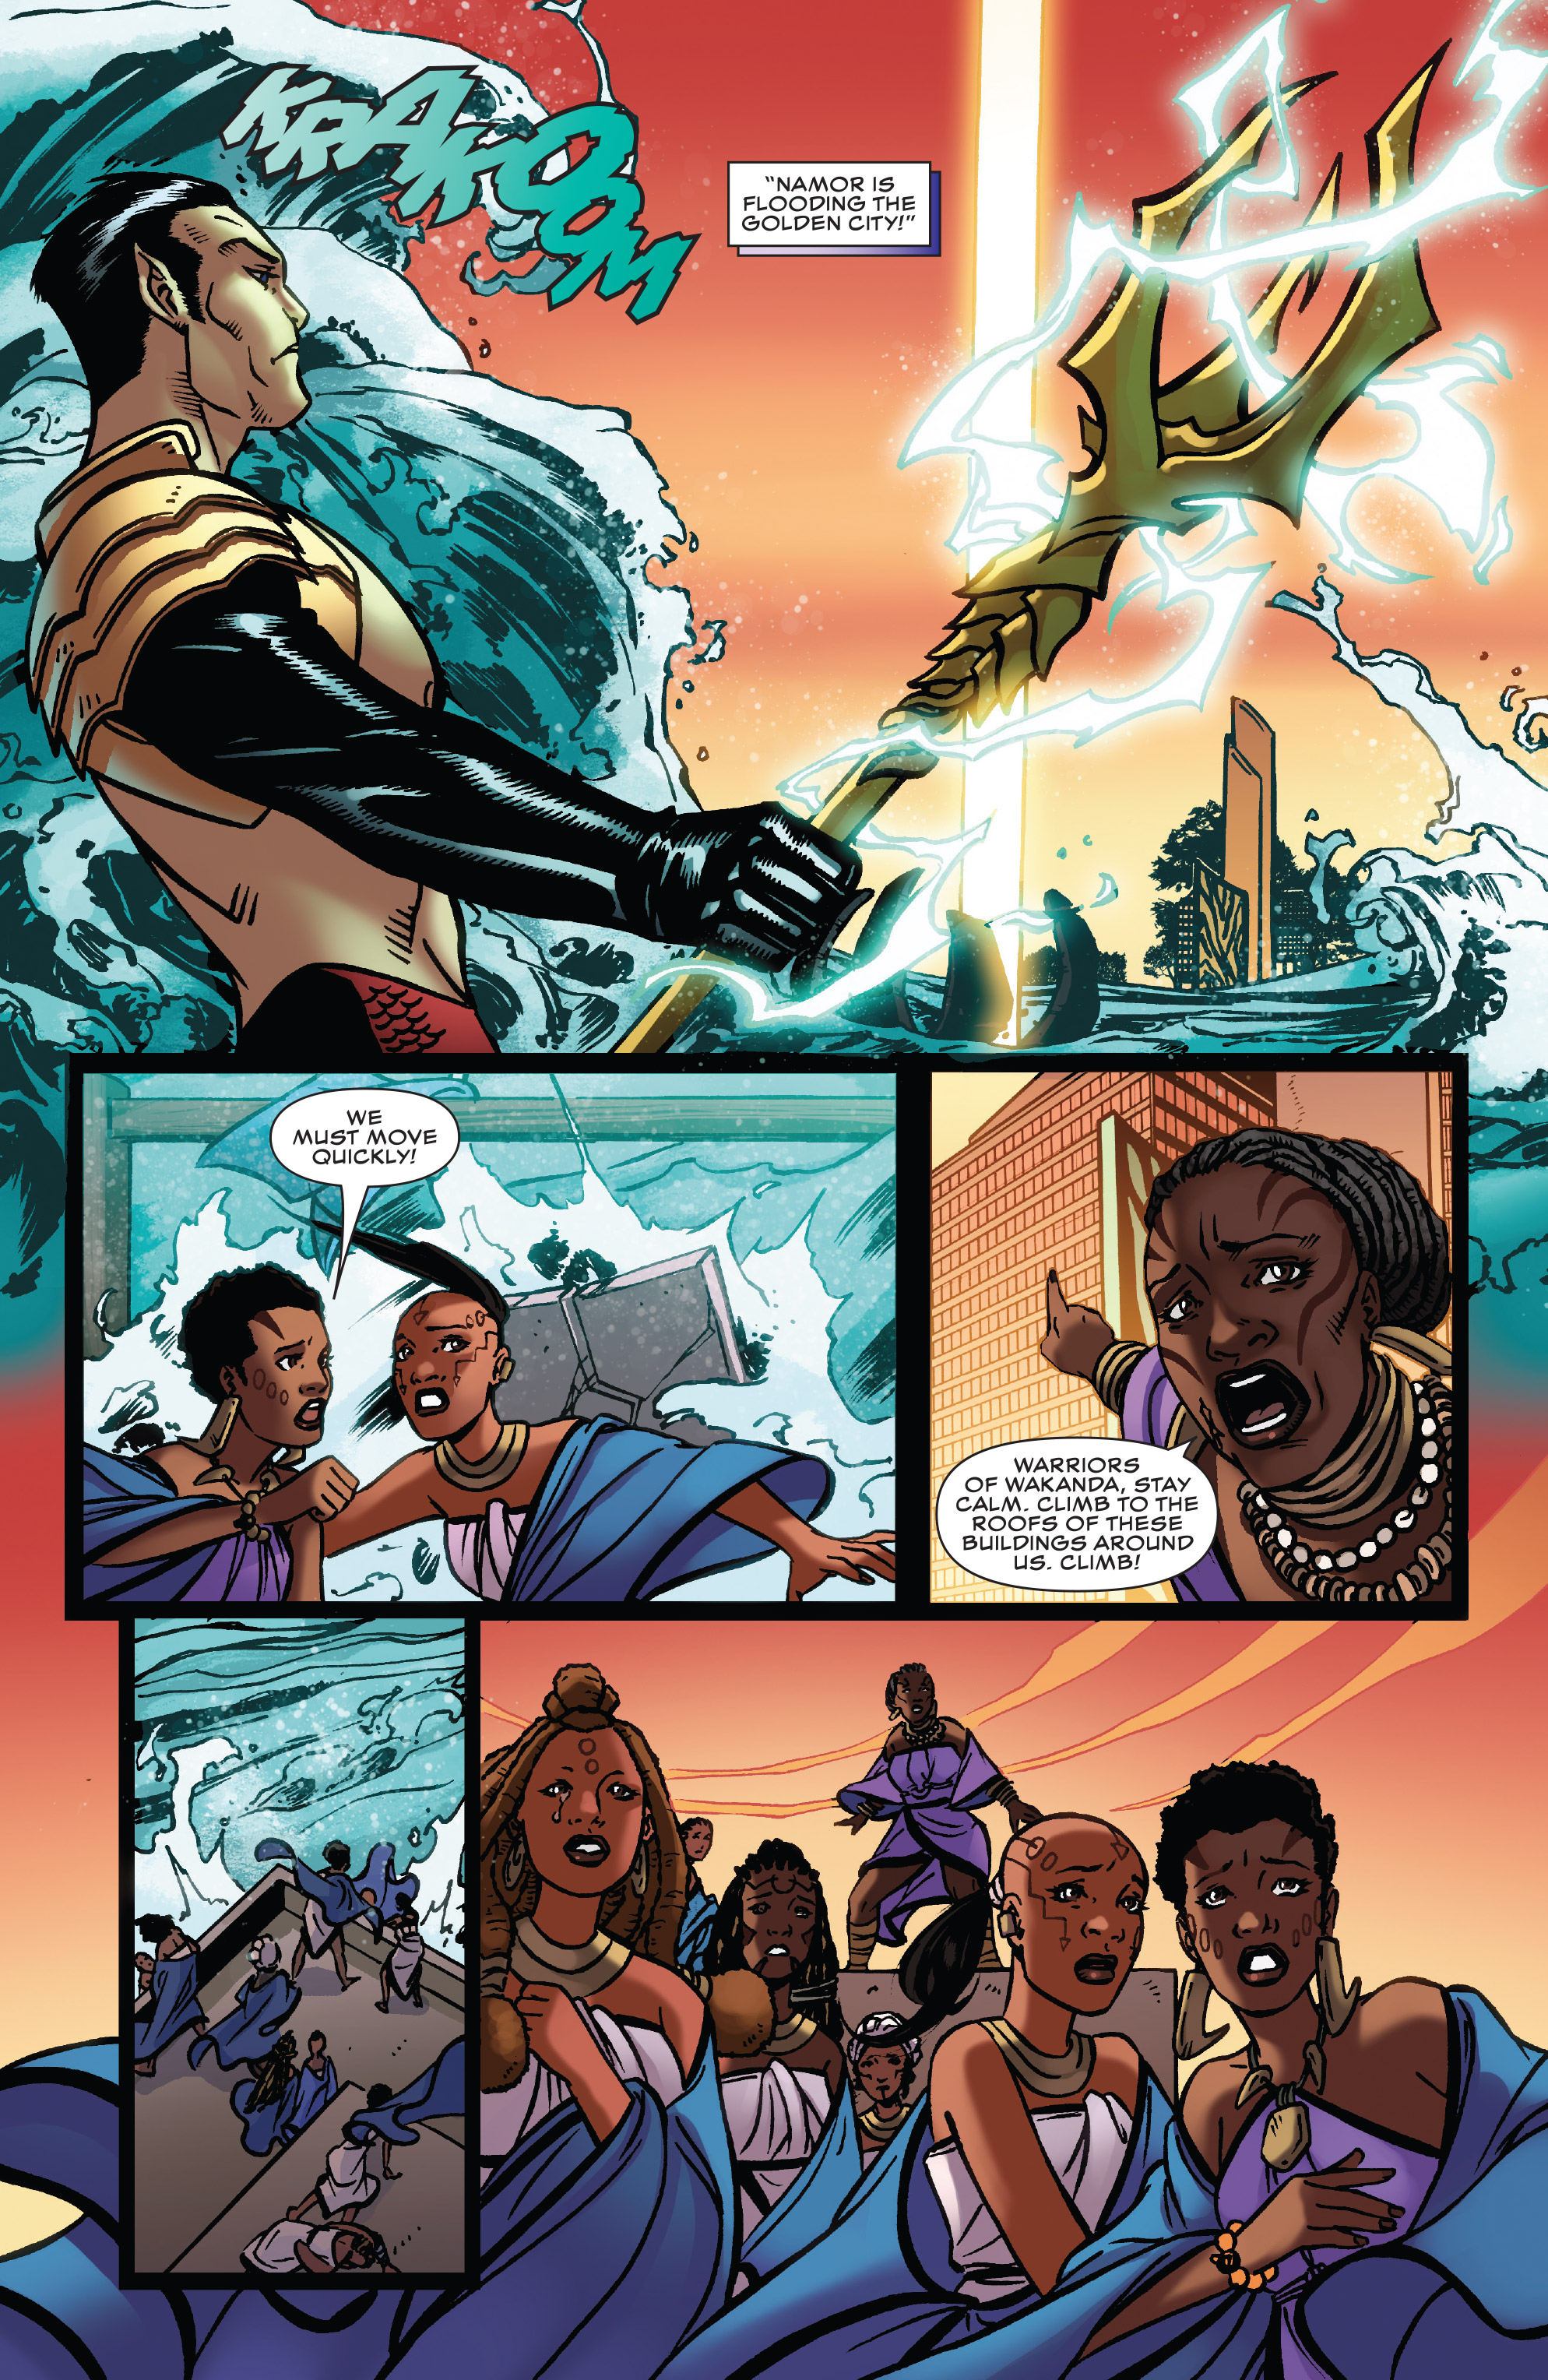 KRAKOOOM
"NAMOR IS
FLOODING THE
GOLDEN CITY!"
WE
MUST MOVE
QUICKLY!
WARRIORS
OF WAKANDA, STAY
CALM. CLIMB TO THE
ROOFS OF THESE
BUILDINGS AROUND
US. CLIMB!